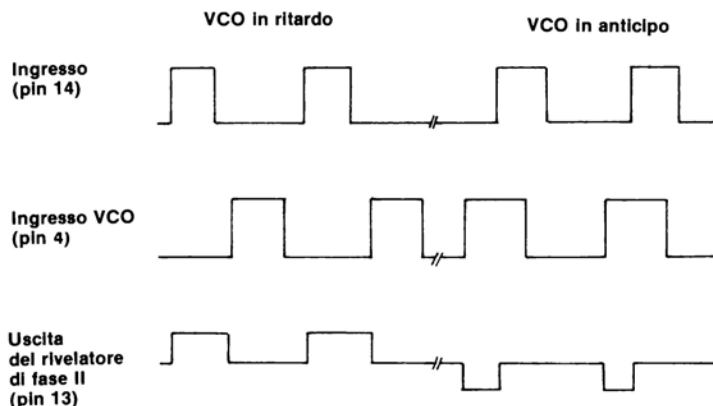 VCO in ritardo
VCO in anticipo
Ingresso
(pin 14)
Ingresso VCO
(pin 4)
Uscita
del rivelatore
di fase II
(pin 13)